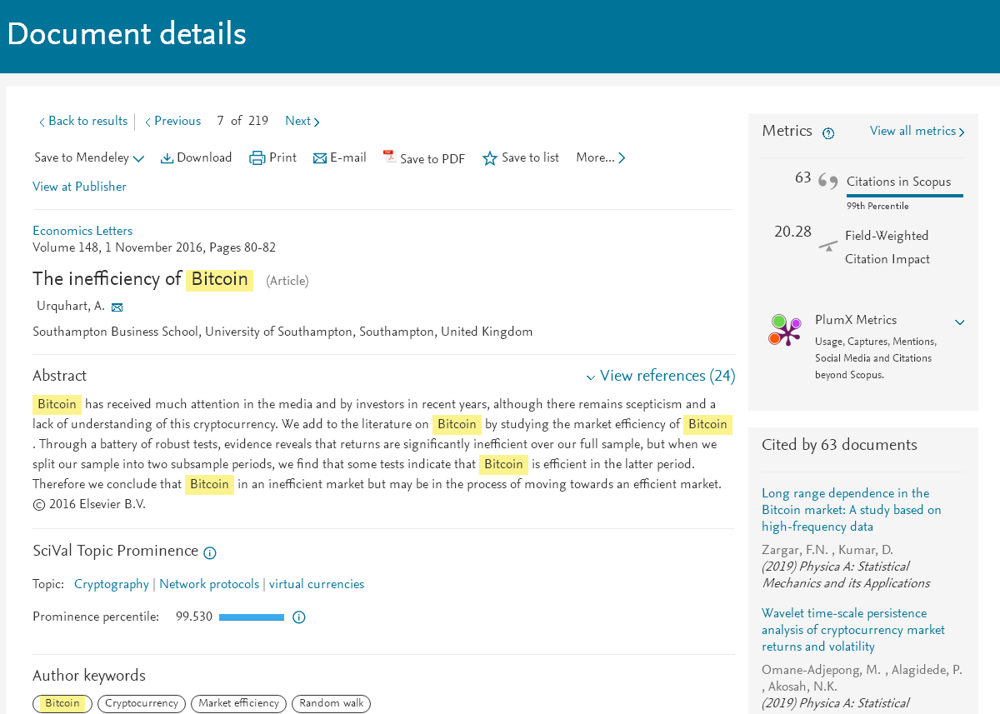 Document details
Back to results
Previous
7 of 219
Next
Save to Mendeley
Download
Print
E-mail
Save to PDF
Save to list
More...
View at Publisher
Economics Letters
Volume 148, 1 November 2016, Pages 80-82
The inefficiency of Bitcoin (Article)
Urquhart, A.
Southampton Business School, University of Southampton, Southampton, United Kingdom
Abstract
View references (24)
Bitcoin has received much attention in the media and by investors in recent years, although there remains scepticism and a
lack of understanding of this cryptocurrency. We add to the literature on Bitcoin by studying the market efficiency of Bitcoin
. Through a battery of robust tests, evidence reveals that returns are significantly inefficient over our full sample, but when we
split our sample into two subsample periods, we find that some tests indicate that Bitcoin is efficient in the latter period.
Therefore we conclude that Bitcoin in an inefficient market but may be in the process of moving towards an efficient market.
© 2016 Elsevier B.V.
SciVal Topic Prominence
Topic: Cryptography | Network protocols | virtual currencies
Prominence percentile: 99.530
Author keywords
Bitcoin
Cryptocurrency
Market efficiency
Random walk
Metrics
View all metrics
63
Citations in Scopus
99th Percentile
20.28
Field-Weighted
Citation Impact
PlumX Metrics
Usage, Captures, Mentions,
Social Media and Citations
beyond Scopus.
Cited by 63 documents
Long range dependence in the
Bitcoin market: A study based on
high-frequency data
Zargar, F.N. , Kumar, D.
(2019) Physica A: Statistical
Mechanics and its Applications
Wavelet time-scale persistence
analysis of cryptocurrency market
returns and volatility
Omane-Adjepong, M. , Alagidede, P.
, Akosah, N.K.
(2019) Physica A: Statistical